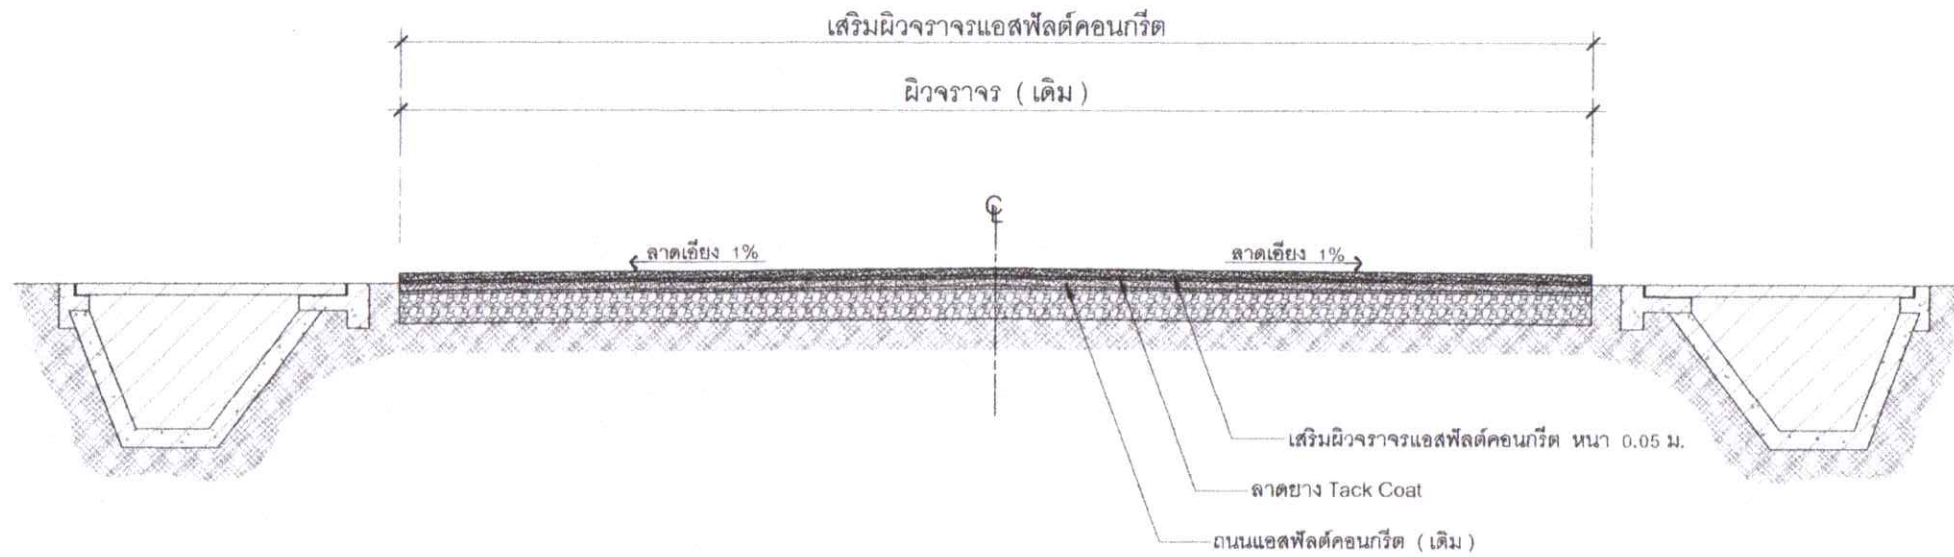 เสริมผิวจราจรแอสฟัลต์คอนกรีต
ผิวจราจร ( เดิม )
℄
ลาดเอียง 1%
ลาดเอียง 1%
เสริมผิวจราจรแอสฟัลต์คอนกรีต หนา 0.05 ม.
ลาดยาง Tack Coat
ถนนแอสฟัลต์คอนกรีต ( เดิม )